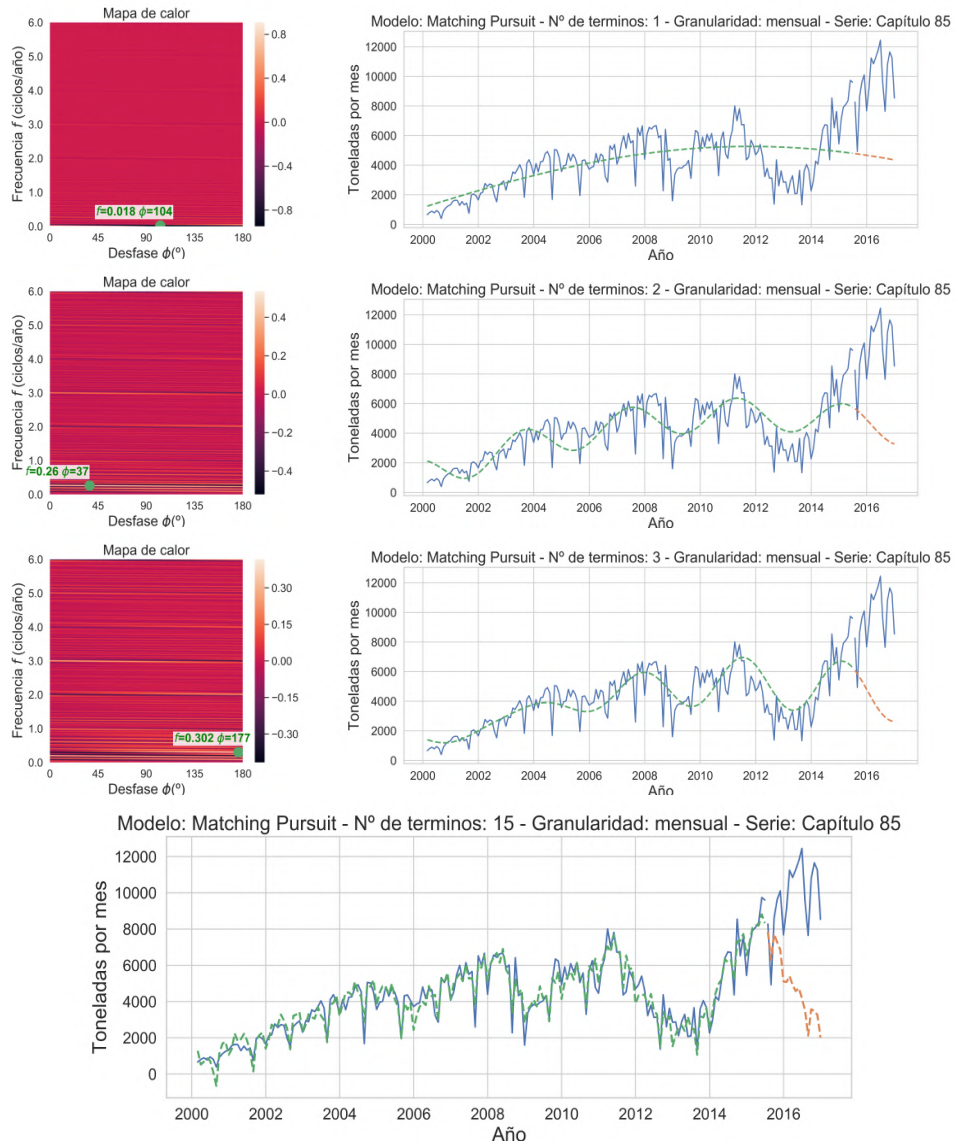 Mapa de calor
Modelo: Matching Pursuit - Nº de terminos: 1 - Granularidad: mensual - Serie: Capítulo 85
Frecuencia f (ciclos/año)
6.0
5.0
4.0
3.0
2.0
1.0
0.0
f=0.018 ϕ=104
0 45 90 135 180
Desfase ϕ(º)
0.8
0.4
0.0
−0.4
−0.8
Toneladas por mes
12000
10000
8000
6000
4000
2000
0
2000 2002 2004 2006 2008 2010 2012 2014 2016
Año
Mapa de calor
Modelo: Matching Pursuit - Nº de terminos: 2 - Granularidad: mensual - Serie: Capítulo 85
Frecuencia f (ciclos/año)
6.0
5.0
4.0
3.0
2.0
1.0
0.0
f=0.26 ϕ=37
0 45 90 135 180
Desfase ϕ(º)
0.4
0.2
0.0
−0.2
−0.4
Toneladas por mes
12000
10000
8000
6000
4000
2000
0
2000 2002 2004 2006 2008 2010 2012 2014 2016
Año
Mapa de calor
Modelo: Matching Pursuit - Nº de terminos: 3 - Granularidad: mensual - Serie: Capítulo 85
Frecuencia f (ciclos/año)
6.0
5.0
4.0
3.0
2.0
1.0
0.0
f=0.302 ϕ=177
0 45 90 135 180
Desfase ϕ(º)
0.30
0.15
0.00
−0.15
−0.30
Toneladas por mes
12000
10000
8000
6000
4000
2000
0
2000 2002 2004 2006 2008 2010 2012 2014 2016
Año
Modelo: Matching Pursuit - Nº de terminos: 15 - Granularidad: mensual - Serie: Capítulo 85
Toneladas por mes
12000
10000
8000
6000
4000
2000
0
2000 2002 2004 2006 2008 2010 2012 2014 2016
Año